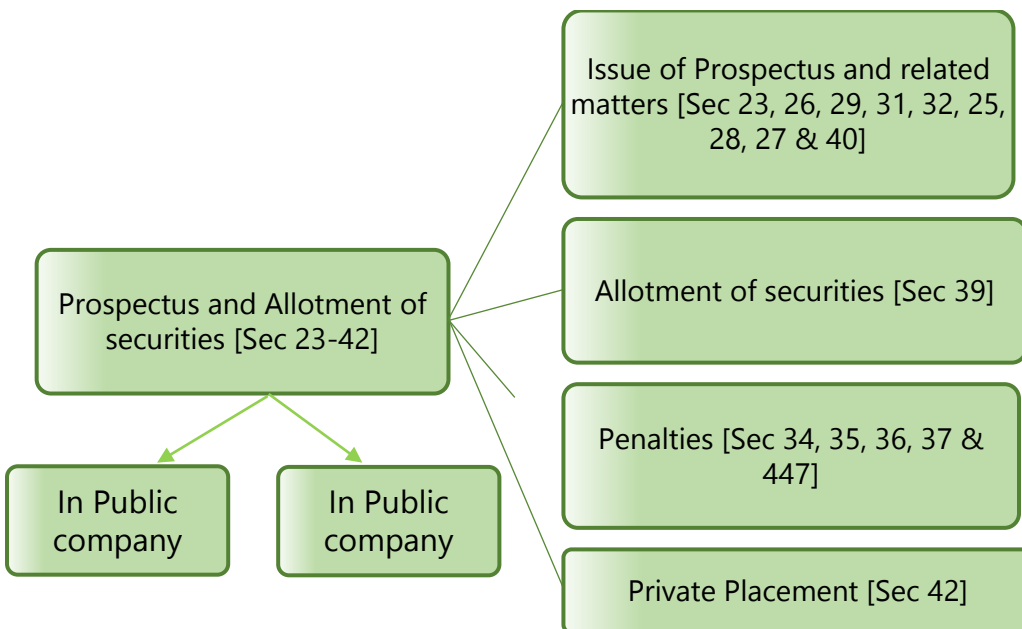 Issue of Prospectus and related
matters [Sec 23, 26, 29, 31, 32, 25,
28, 27 & 40]
Prospectus and Allotment of
securities [Sec 23-42]
Allotment of securities [Sec 39]
Penalties [Sec 34, 35, 36, 37 &
447]
In Public
company
In Public
company
Private Placement [Sec 42]